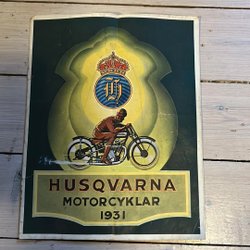 H
HUSQVARNA
MOTORCYKLAR
1931